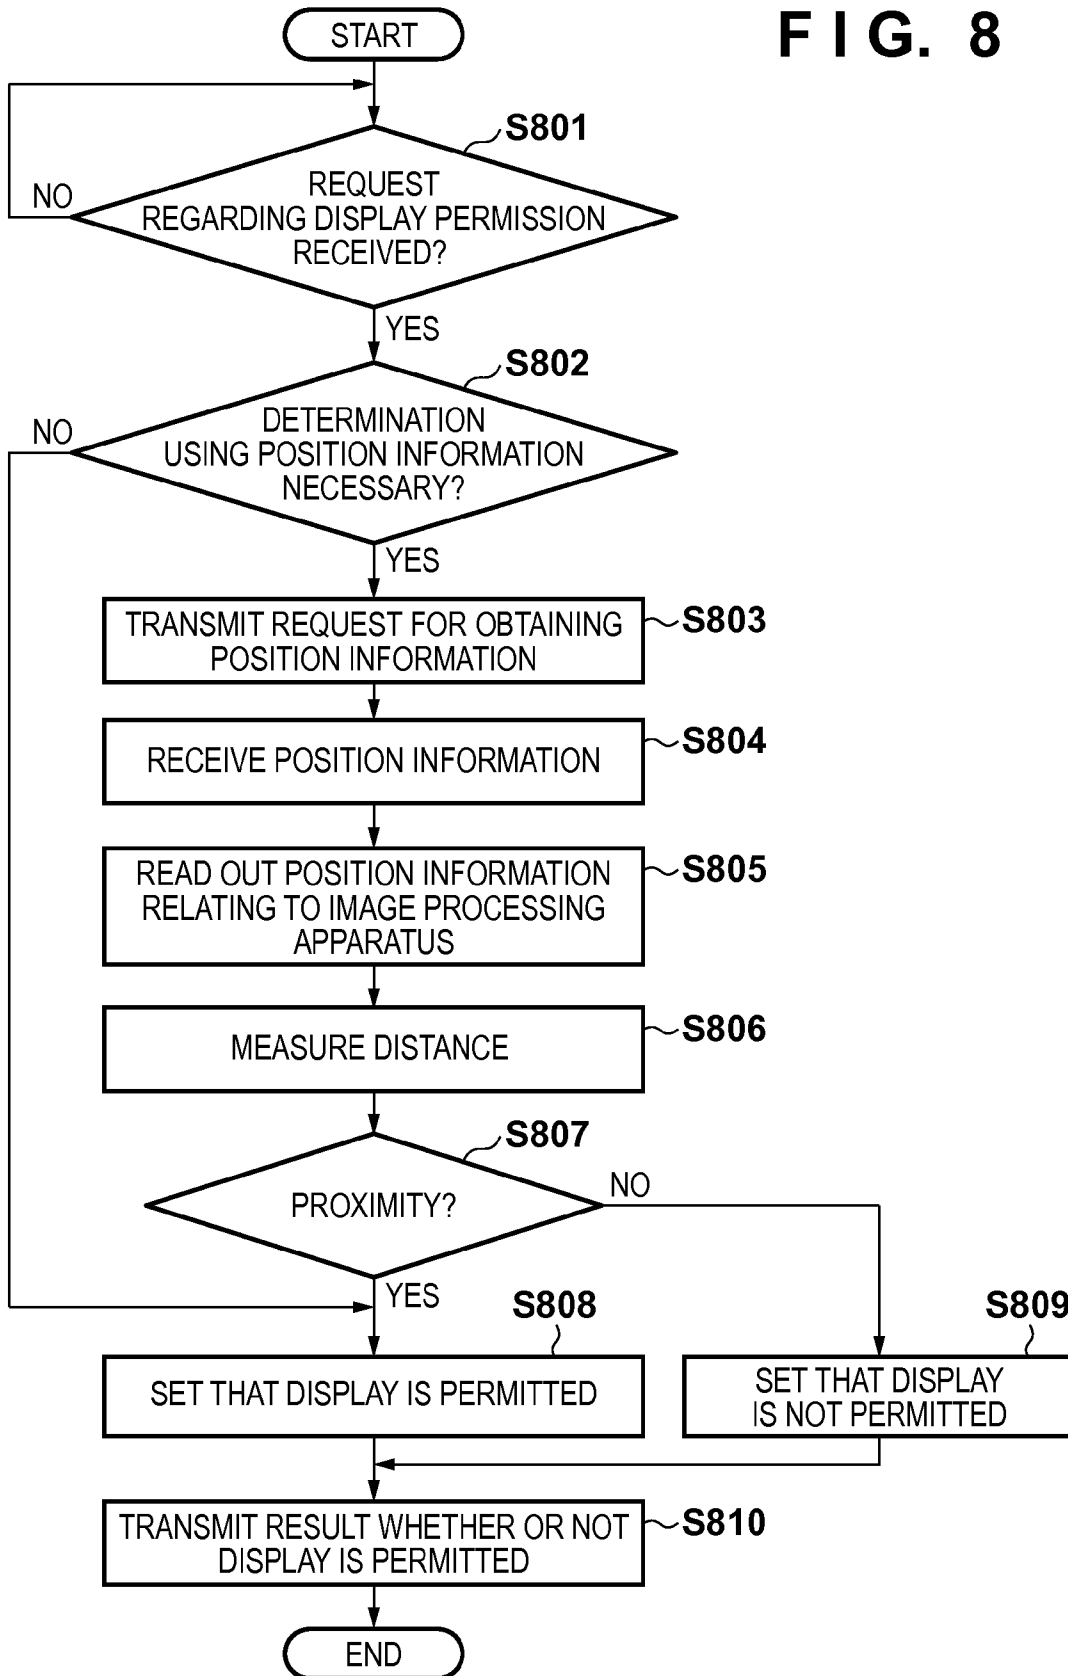 FIG. 8
START
S801
REQUEST
REGARDING DISPLAY PERMISSION
RECEIVED?
NO
YES
S802
DETERMINATION
USING POSITION INFORMATION
NECESSARY?
NO
YES
S803
TRANSMIT REQUEST FOR OBTAINING
POSITION INFORMATION
S804
RECEIVE POSITION INFORMATION
S805
READ OUT POSITION INFORMATION
RELATING TO IMAGE PROCESSING
APPARATUS
S806
MEASURE DISTANCE
S807
PROXIMITY?
NO
YES
S808
SET THAT DISPLAY IS PERMITTED
S809
SET THAT DISPLAY
IS NOT PERMITTED
S810
TRANSMIT RESULT WHETHER OR NOT
DISPLAY IS PERMITTED
END